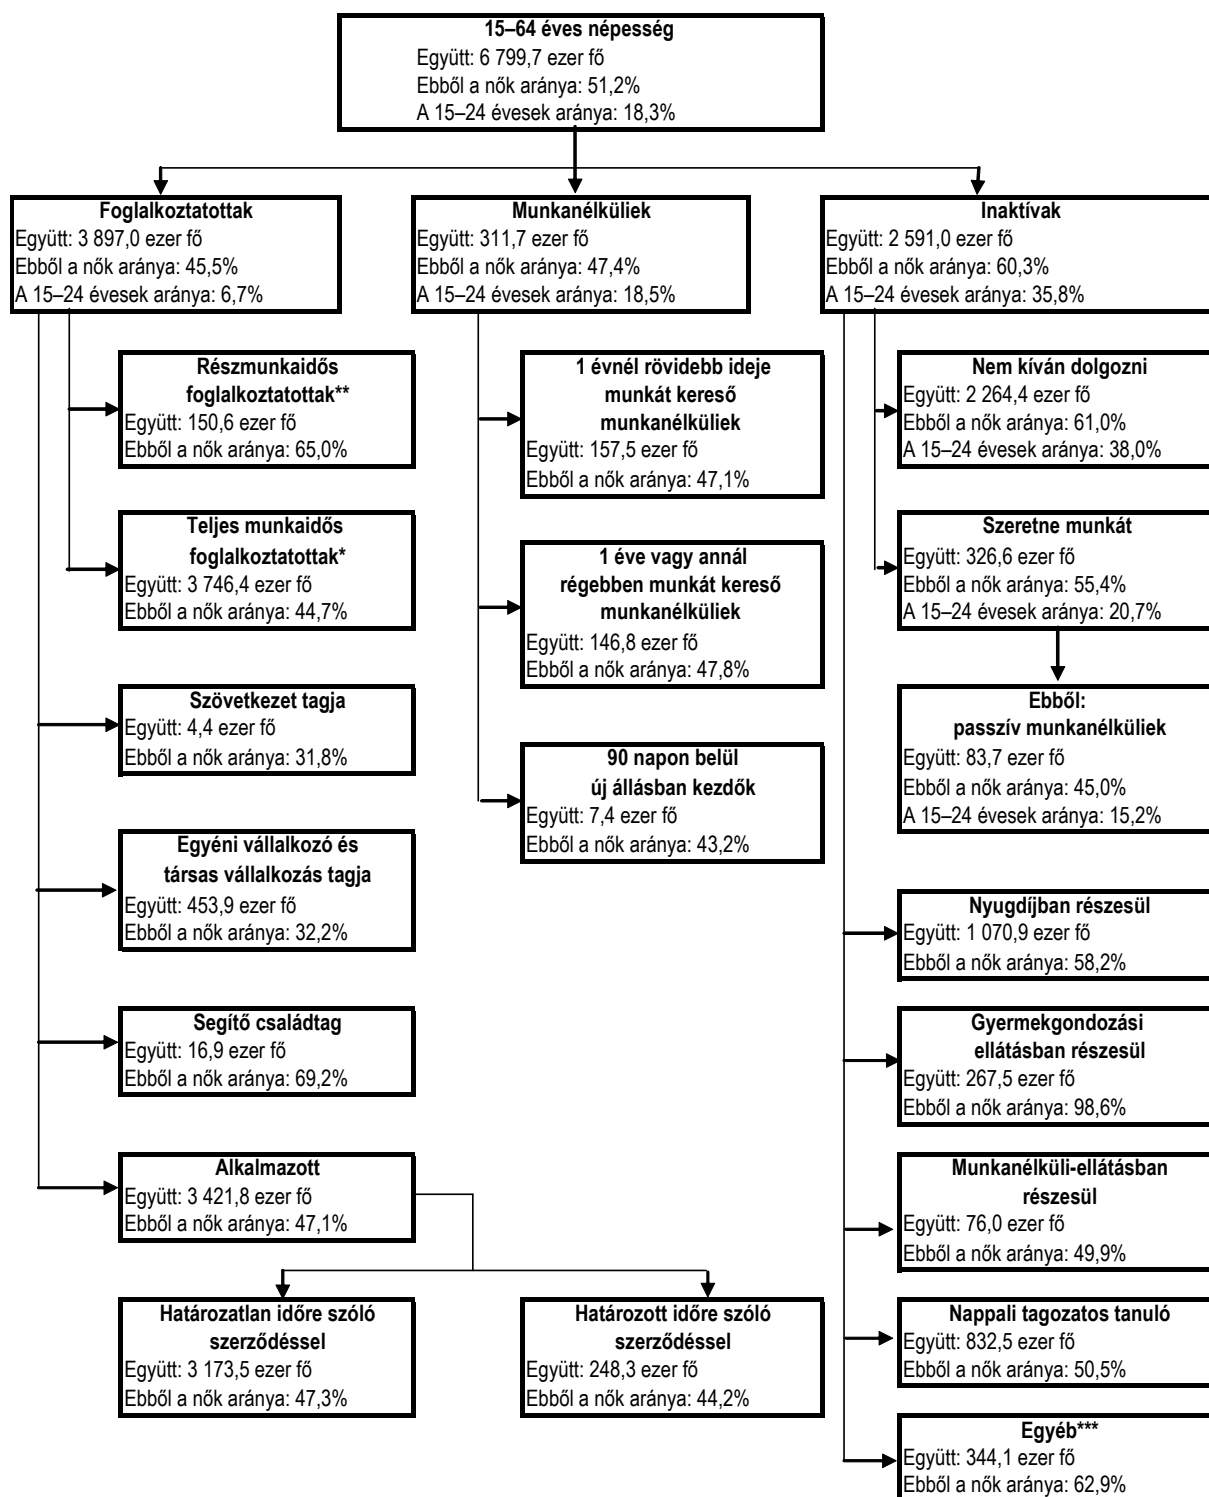 15–64 éves népesség
Együtt: 6 799,7 ezer fő
Ebből a nők aránya: 51,2%
A 15–24 évesek aránya: 18,3%
Foglalkoztatottak
Együtt: 3 897,0 ezer fő
Ebből a nők aránya: 45,5%
A 15–24 évesek aránya: 6,7%
Munkanélküliek
Együtt: 311,7 ezer fő
Ebből a nők aránya: 47,4%
A 15–24 évesek aránya: 18,5%
Inaktívak
Együtt: 2 591,0 ezer fő
Ebből a nők aránya: 60,3%
A 15–24 évesek aránya: 35,8%
Részmunkaidős
foglalkoztatottak**
Együtt: 150,6 ezer fő
Ebből a nők aránya: 65,0%
Teljes munkaidős
foglalkoztatottak*
Együtt: 3 746,4 ezer fő
Ebből a nők aránya: 44,7%
Szövetkezet tagja
Együtt: 4,4 ezer fő
Ebből a nők aránya: 31,8%
Egyéni vállalkozó és
társas vállalkozás tagja
Együtt: 453,9 ezer fő
Ebből a nők aránya: 32,2%
Segítő családtag
Együtt: 16,9 ezer fő
Ebből a nők aránya: 69,2%
Alkalmazott
Együtt: 3 421,8 ezer fő
Ebből a nők aránya: 47,1%
Határozatlan időre szóló
szerződéssel
Együtt: 3 173,5 ezer fő
Ebből a nők aránya: 47,3%
Határozott időre szóló
szerződéssel
Együtt: 248,3 ezer fő
Ebből a nők aránya: 44,2%
1 évnél rövidebb ideje
munkát kereső
munkanélküliek
Együtt: 157,5 ezer fő
Ebből a nők aránya: 47,1%
1 éve vagy annál
régebben munkát kereső
munkanélküliek
Együtt: 146,8 ezer fő
Ebből a nők aránya: 47,8%
90 napon belül
új állásban kezdők
Együtt: 7,4 ezer fő
Ebből a nők aránya: 43,2%
Nem kíván dolgozni
Együtt: 2 264,4 ezer fő
Ebből a nők aránya: 61,0%
A 15–24 évesek aránya: 38,0%
Szeretne munkát
Együtt: 326,6 ezer fő
Ebből a nők aránya: 55,4%
A 15–24 évesek aránya: 20,7%
Ebből:
passzív munkanélküliek
Együtt: 83,7 ezer fő
Ebből a nők aránya: 45,0%
A 15–24 évesek aránya: 15,2%
Nyugdíjban részesül
Együtt: 1 070,9 ezer fő
Ebből a nők aránya: 58,2%
Gyermekgondozási
ellátásban részesül
Együtt: 267,5 ezer fő
Ebből a nők aránya: 98,6%
Munkanélküli-ellátásban
részesül
Együtt: 76,0 ezer fő
Ebből a nők aránya: 49,9%
Nappali tagozatos tanuló
Együtt: 832,5 ezer fő
Ebből a nők aránya: 50,5%
Egyéb***
Együtt: 344,1 ezer fő
Ebből a nők aránya: 62,9%